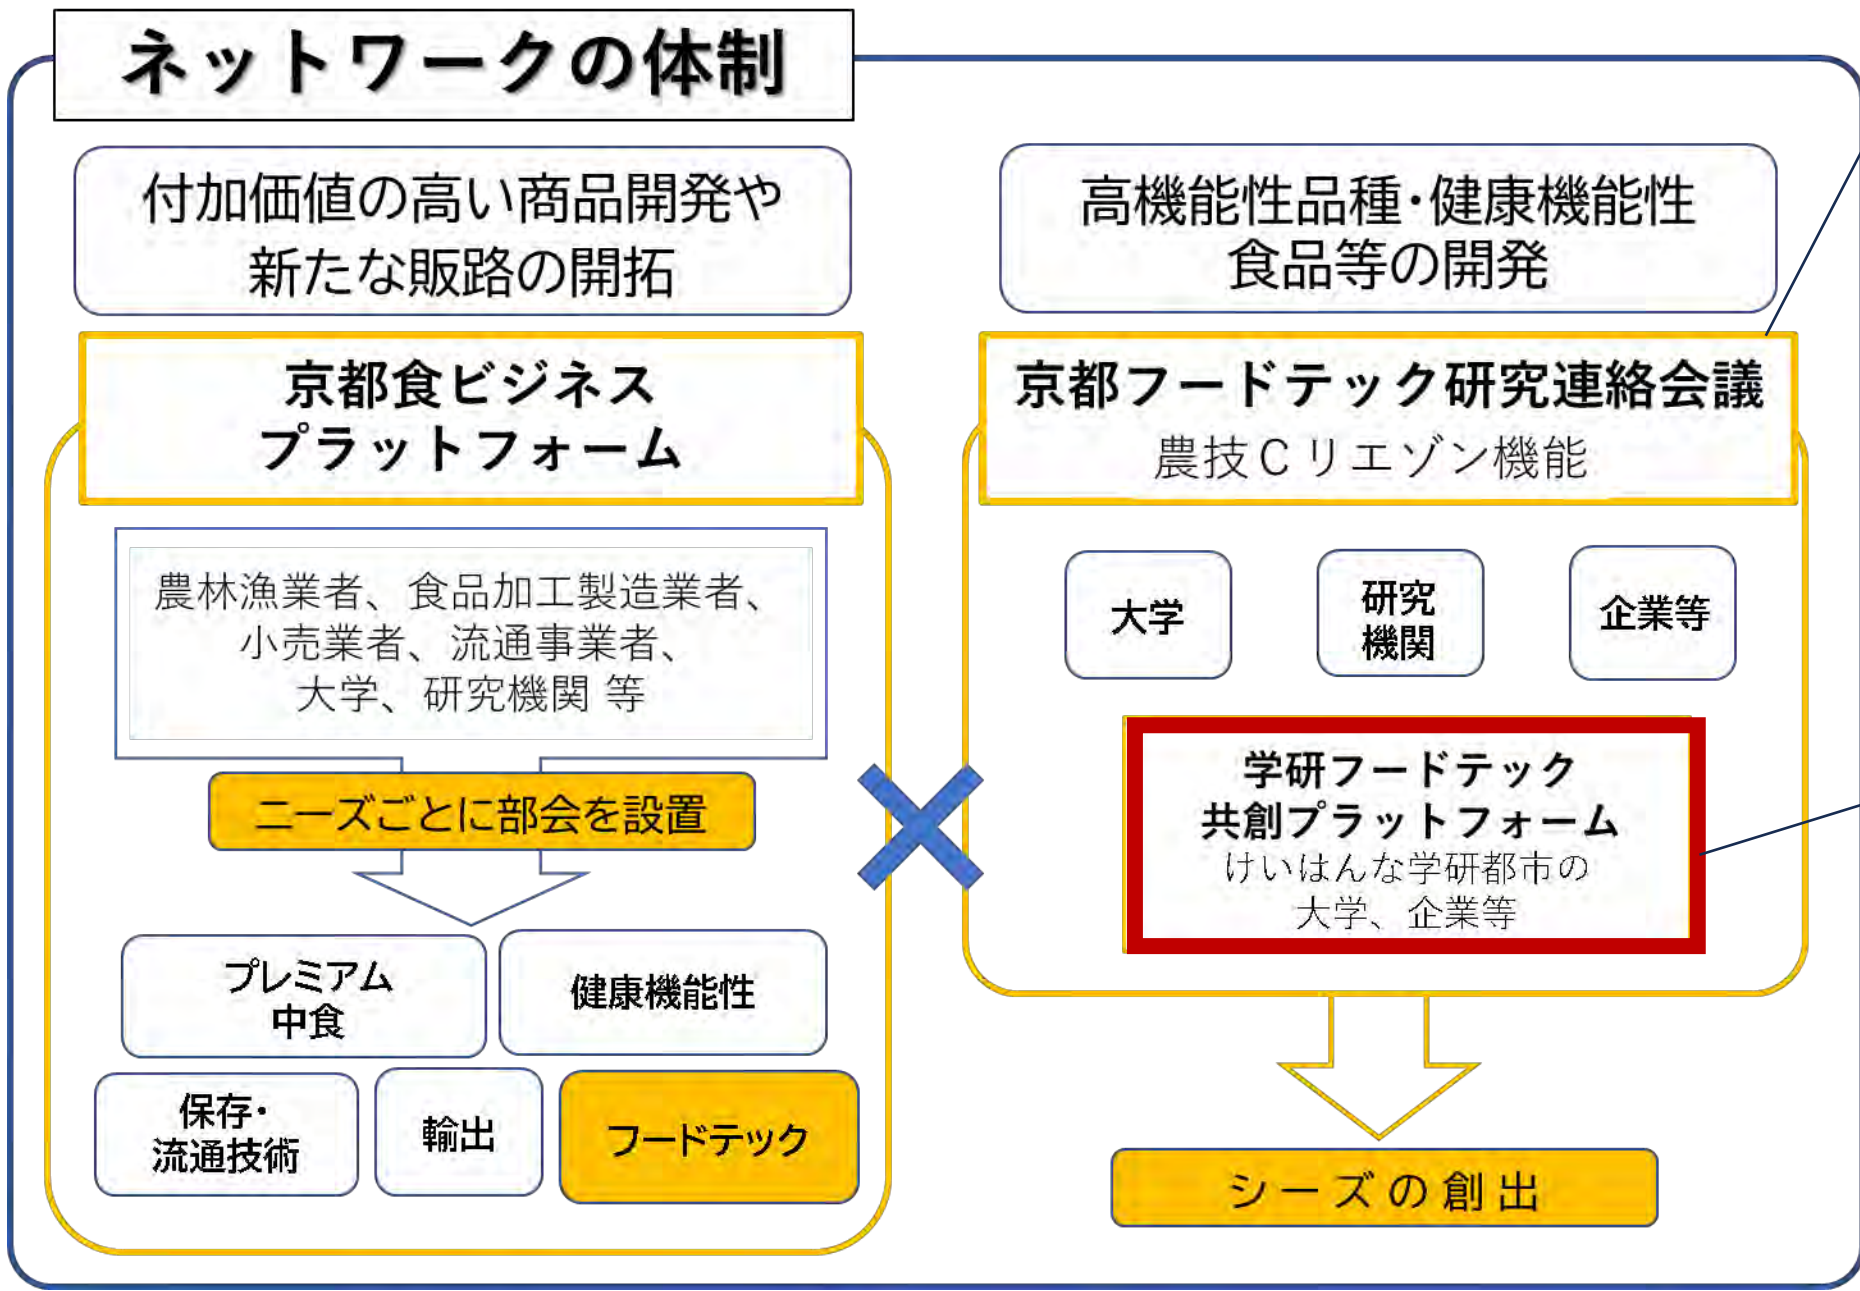 ネットワークの体制
付加価値の高い商品開発や
新たな販路の開拓
京都食ビジネス
プラットフォーム
農林漁業者、食品加工製造業者、
小売業者、流通事業者、
大学、研究機関 等
ニーズごとに部会を設置
プレミアム
中食
健康機能性
保存・
流通技術
輸出
フードテック
高機能性品種・健康機能性
食品等の開発
京都フードテック研究連絡会議
農技Cリエゾン機能
大学
研究
機関
企業等
学研フードテック
共創プラットフォーム
けいはんな学研都市の
大学、企業等
シーズの創出